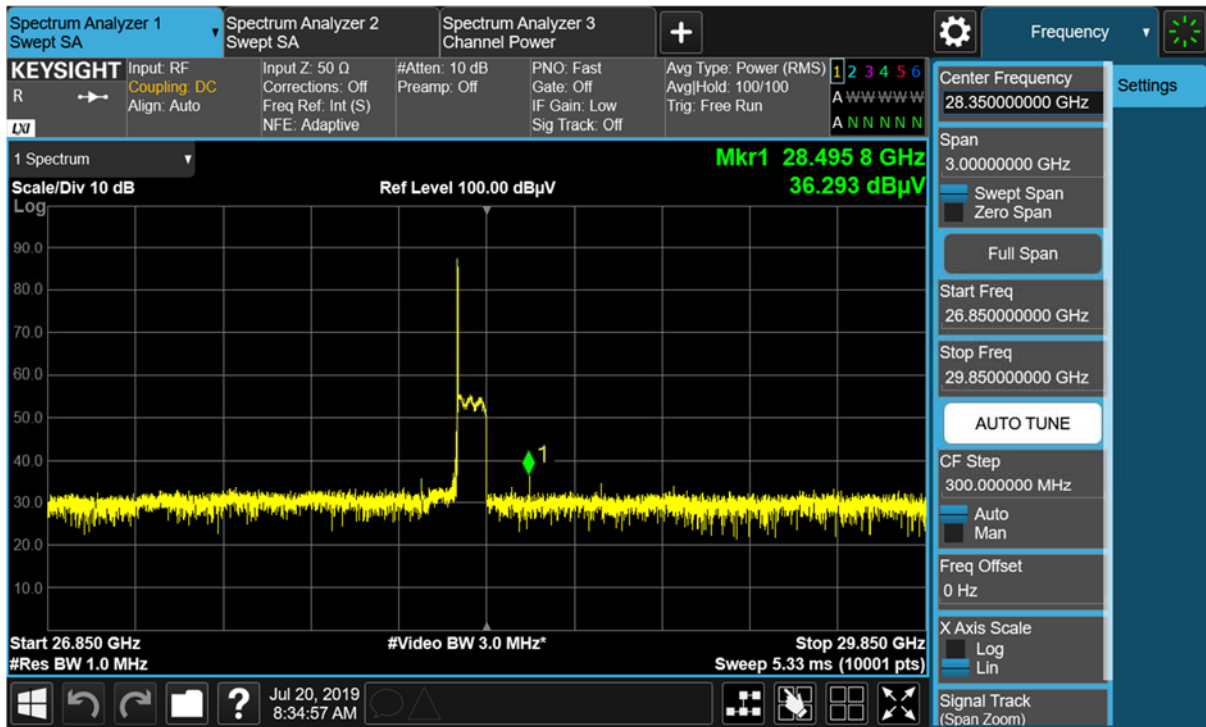 Spectrum Analyzer 1
Swept SA
Spectrum Analyzer 2
Swept SA
Spectrum Analyzer 3
Channel Power
+
Frequency
KEYSIGHT
R
LXI
Input: RF
Coupling: DC
Align: Auto
Input Z: 50 Ω
Corrections: Off
Freq Ref: Int (S)
NFE: Adaptive
#Atten: 10 dB
Preamp: Off
PNO: Fast
Gate: Off
IF Gain: Low
Sig Track: Off
Avg Type: Power (RMS)
Avg|Hold: 100/100
Trig: Free Run
1 2 3 4 5 6
A W W W W W
A N N N N N
1 Spectrum
Scale/Div 10 dB
Ref Level 100.00 dBµV
Mkr1 28.495 8 GHz
36.293 dBµV
Log
90.0
80.0
70.0
60.0
50.0
40.0
30.0
20.0
10.0
1
Start 26.850 GHz
#Video BW 3.0 MHz*
Stop 29.850 GHz
#Res BW 1.0 MHz
Sweep 5.33 ms (10001 pts)
?
Jul 20, 2019
8:34:57 AM
Center Frequency
28.350000000 GHz
Settings
Span
3.00000000 GHz
Swept Span
Zero Span
Full Span
Start Freq
26.850000000 GHz
Stop Freq
29.850000000 GHz
AUTO TUNE
CF Step
300.000000 MHz
Auto
Man
Freq Offset
0 Hz
X Axis Scale
Log
Lin
Signal Track
(Span Zoom)